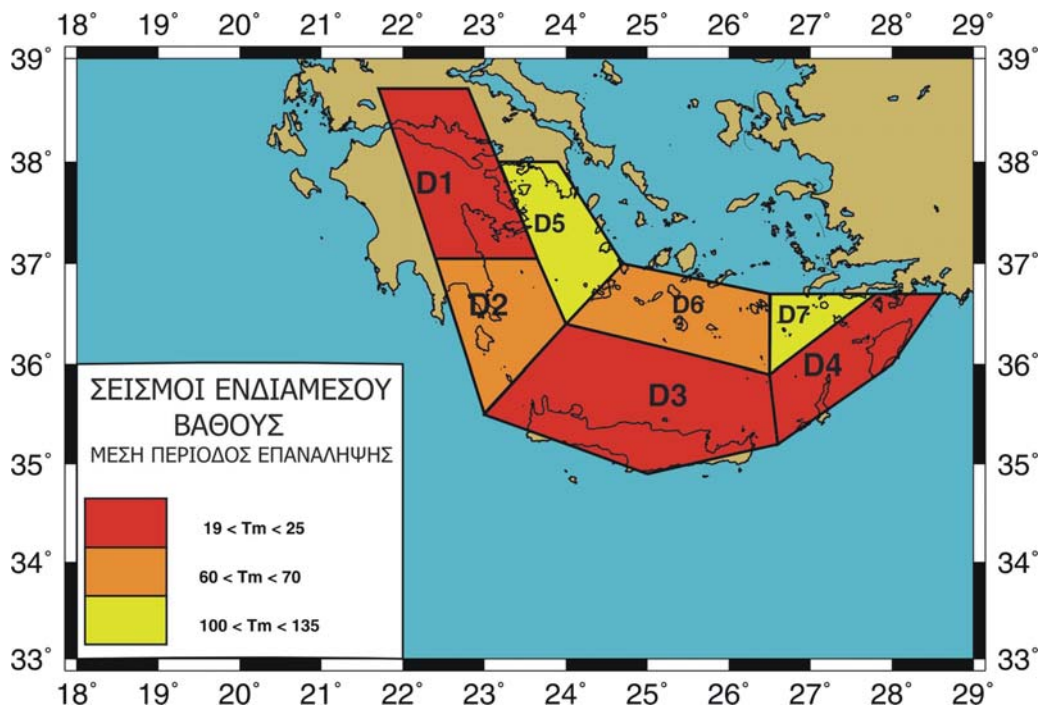 18° 19° 20° 21° 22° 23° 24° 25° 26° 27° 28° 29°
39° 39°
38° 38°
D1
D5
37° 37°
D2 D6 D7
36° 36°
D4
D3
ΣΕΙΣΜΟΙ ΕΝΔΙΑΜΕΣΟΥ
ΒΑΘΟΥΣ
ΜΕΣΗ ΠΕΡΙΟΔΟΣ ΕΠΑΝΑΛΗΨΗΣ
35° 35°
19 < Tm < 25
34° 34°
60 < Tm < 70
100 < Tm < 135
33° 33°
18° 19° 20° 21° 22° 23° 24° 25° 26° 27° 28° 29°